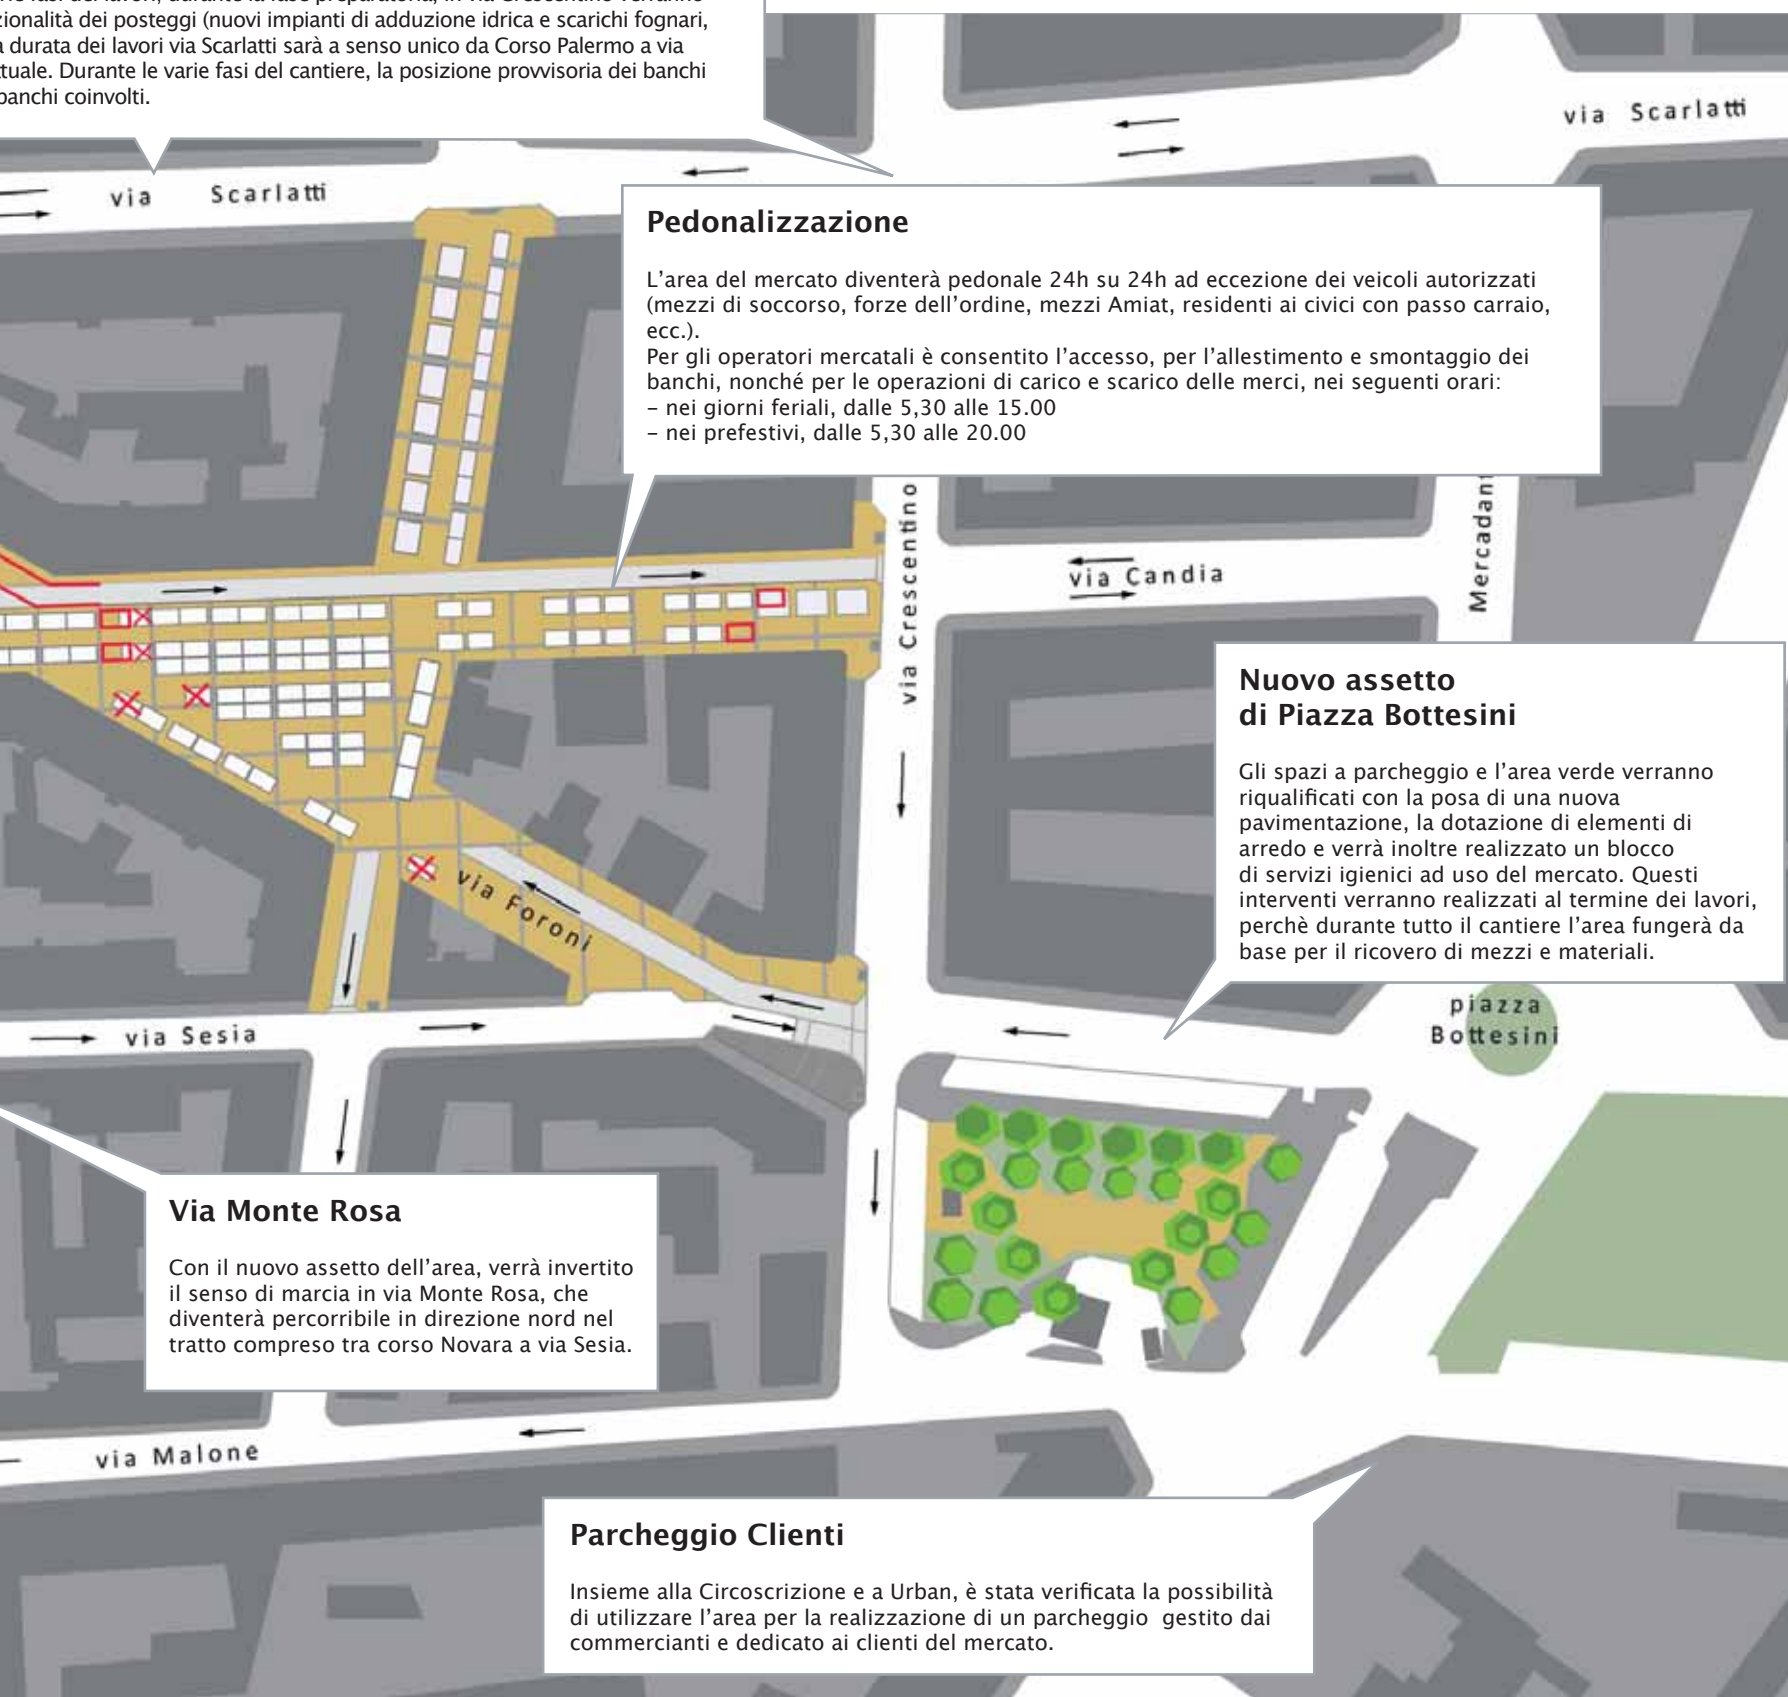 zionalità dei posteggi (nuovi impianti di adduzione idrica e scarichi fognari,
durata dei lavori via Scarlatti sarà a senso unico da Corso Palermo a via
Durante le varie fasi del cantiere, la posizione provvisoria dei banchi
banchi coinvolti.
via Scarlatti
via Scarlatti
Pedonalizzazione
L'area del mercato diventerà pedonale 24h su 24h ad eccezione dei veicoli autorizzati
(mezzi di soccorso, forze dell'ordine, mezzi Amiat, residenti ai civici con passo carraio,
ecc.).
Per gli operatori mercatali è consentito l'accesso, per l'allestimento e smontaggio dei
banchi, nonché per le operazioni di carico e scarico delle merci, nei seguenti orari:
– nei giorni feriali, dalle 5,30 alle 15.00
– nei prefestivi, dalle 5,30 alle 20.00
via Crescentino
via Candia
Mercadan
Nuovo assetto
di Piazza Bottesini
Gli spazi a parcheggio e l'area verde verranno
riqualificati con la posa di una nuova
pavimentazione, la dotazione di elementi di
arredo e verrà inoltre realizzato un blocco
di servizi igienici ad uso del mercato. Questi
interventi verranno realizzati al termine dei lavori,
perchè durante tutto il cantiere l'area fungerà da
base per il ricovero di mezzi e materiali.
via Foroni
piazza
Bottesini
via Sesia
Via Monte Rosa
Con il nuovo assetto dell'area, verrà invertito
il senso di marcia in via Monte Rosa, che
diventerà percorribile in direzione nord nel
tratto compreso tra corso Novara a via Sesia.
via Malone
Parcheggio Clienti
Insieme alla Circoscrizione e a Urban, è stata verificata la possibilità
di utilizzare l'area per la realizzazione di un parcheggio gestito dai
commercianti e dedicato ai clienti del mercato.